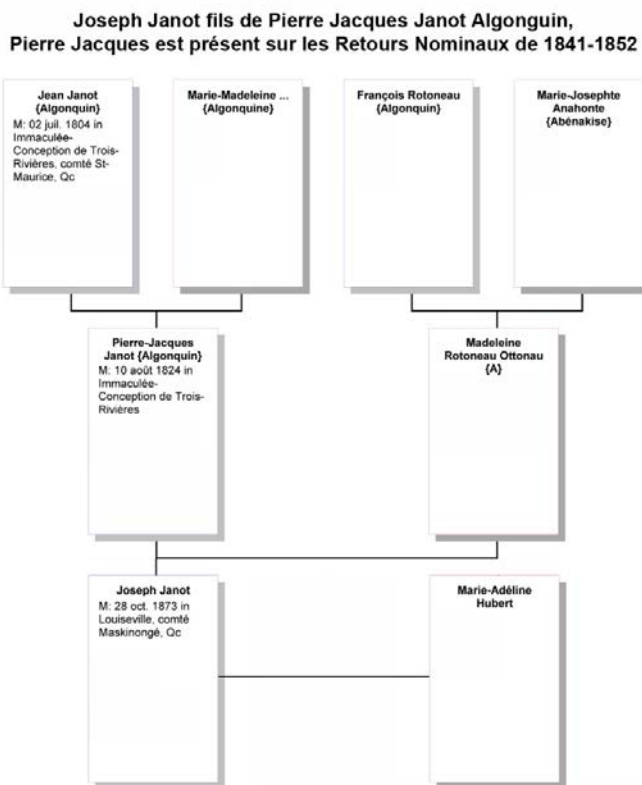 Joseph Janot fils de Pierre Jacques Janot Algonguin,
Pierre Jacques est présent sur les Retours Nominaux de 1841-1852
Jean Janot
{Algonquin}
M: 02 juil. 1804 in
Immaculée-
Conception de Trois-
Rivières, comté St-
Maurice, Qc
Marie-Madeleine ...
{Algonquine}
François Rotoneau
{Algonquin}
Marie-Josephte
Anahonte
{Abénakise}
Pierre-Jacques
Janot {Algonquin}
M: 10 août 1824 in
Immaculée-
Conception de Trois-
Rivières
Madeleine
Rotoneau Ottonau
{A}
Joseph Janot
M: 28 oct. 1873 in
Louiseville, comté
Maskinongé, Qc
Marie-Adéline
Hubert